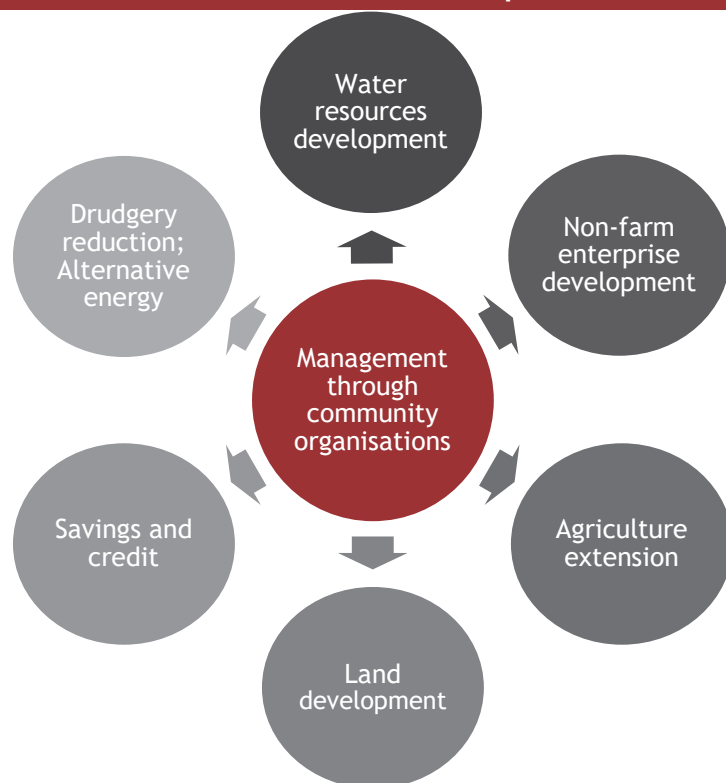 Water
resources
development
Non-farm
enterprise
development
Agriculture
extension
Land
development
Savings and
credit
Drudgery
reduction;
Alternative
energy
Management
through
community
organisations